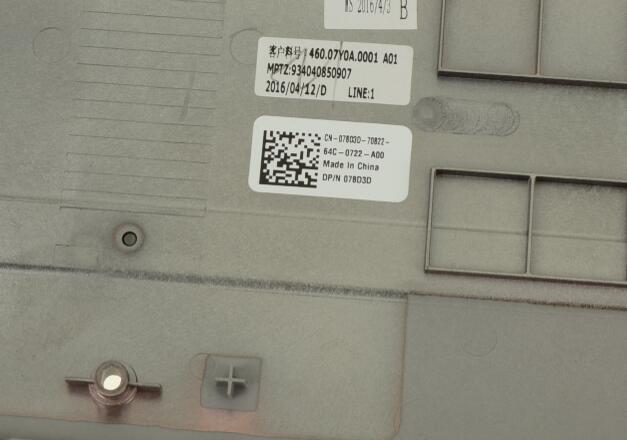 WS 2016/4/3 B
客户料号:460.07Y0A.0001 A01
MPTZ:934040850907
2016/04/12/D LINE:1
CN-078D3D-70822-
64C-0722-A00
Made in China
DP/N 078D3D